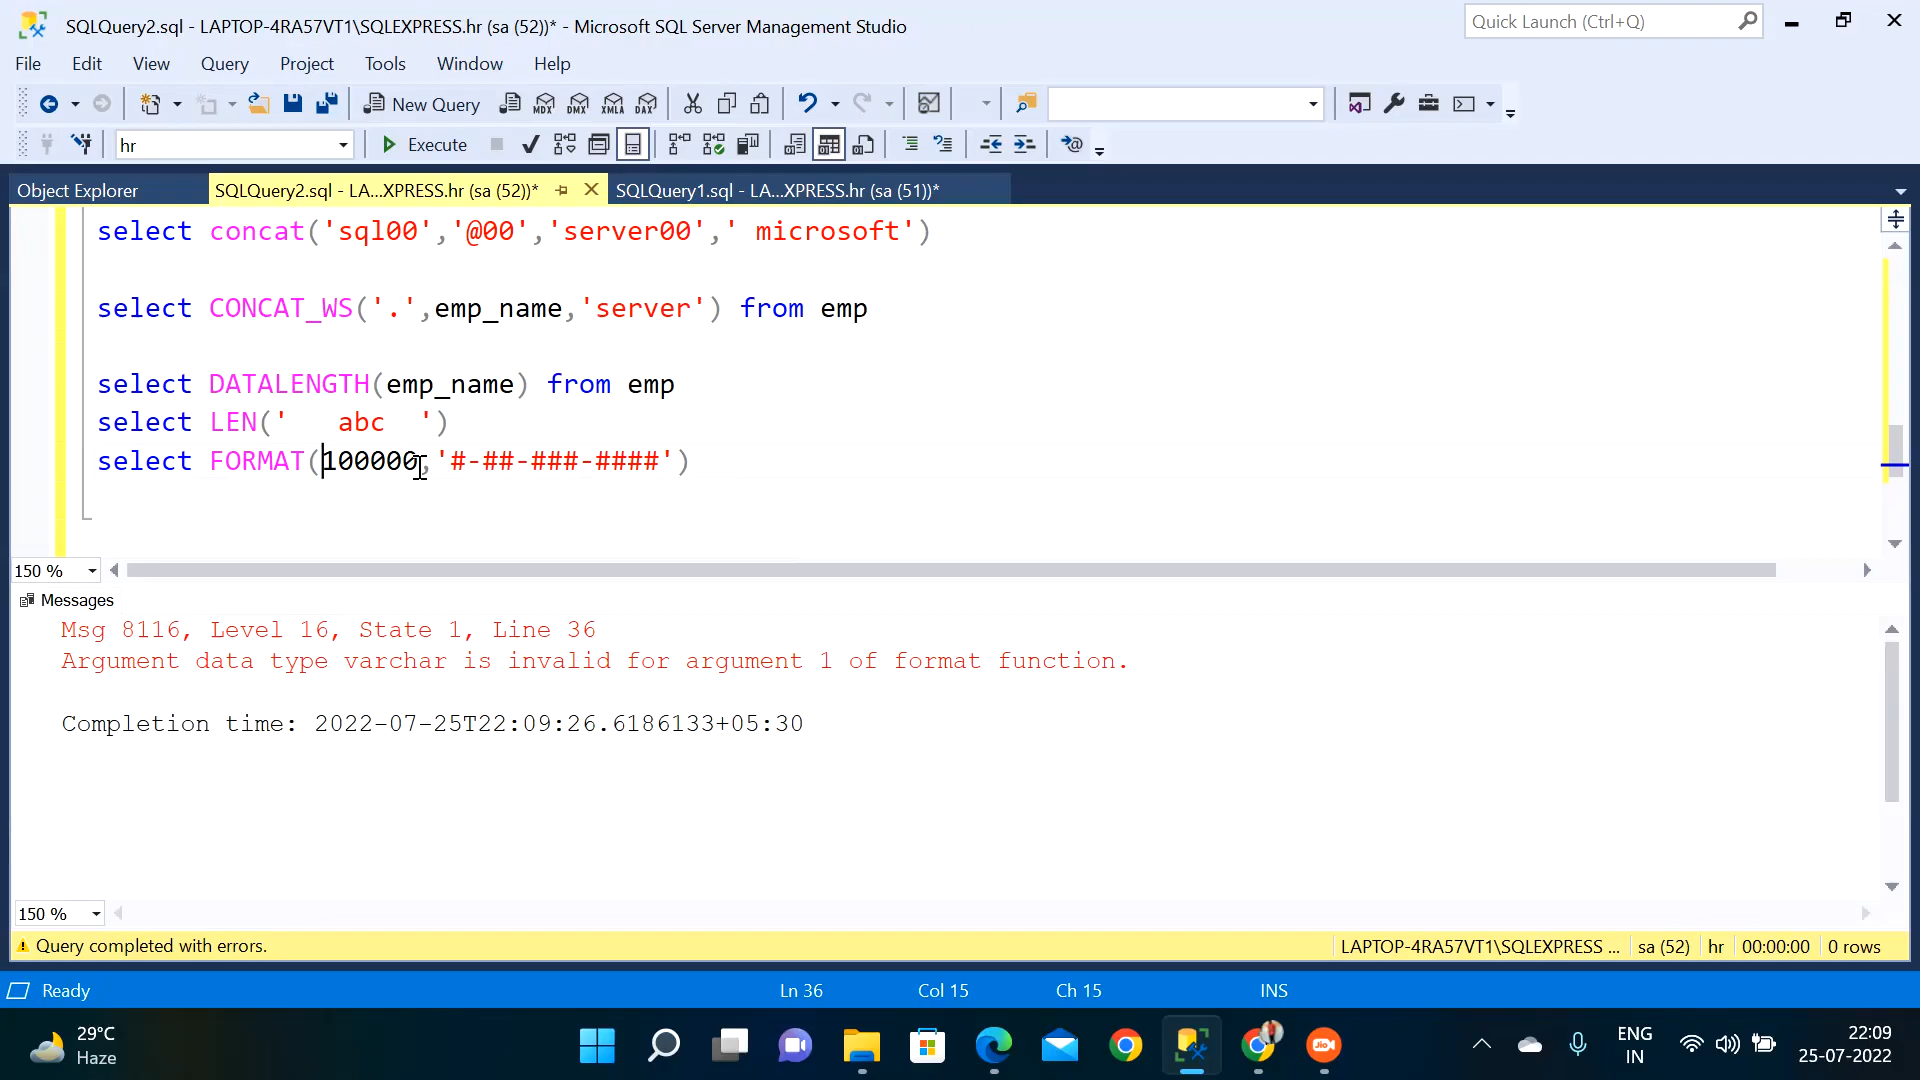 SQLQuery2.sql - LAPTOP-4RA57VT1\SQLEXPRESS.hr (sa (52))* - Microsoft SQL Server Management Studio
Quick Launch (Ctrl+Q)
File Edit View Query Project Tools Window Help
New Query MDX DMX XMLA DAX
hr Execute
Object Explorer SQLQuery2.sql - LA...XPRESS.hr (sa (52))* SQLQuery1.sql - LA...XPRESS.hr (sa (51))*
select concat('sql00','@00','server00',' microsoft')
select CONCAT_WS('.',emp_name,'server') from emp
select DATALENGTH(emp_name) from emp
select LEN('   abc  ')
select FORMAT(100000,'#-##-###-####')
150 %
Messages
Msg 8116, Level 16, State 1, Line 36
Argument data type varchar is invalid for argument 1 of format function.
Completion time: 2022-07-25T22:09:26.6186133+05:30
150 %
Query completed with errors. LAPTOP-4RA57VT1\SQLEXPRESS ... sa (52) hr 00:00:00 0 rows
Ready Ln 36 Col 15 Ch 15 INS
29°C
Haze
Jio
ENG
IN
22:09
25-07-2022